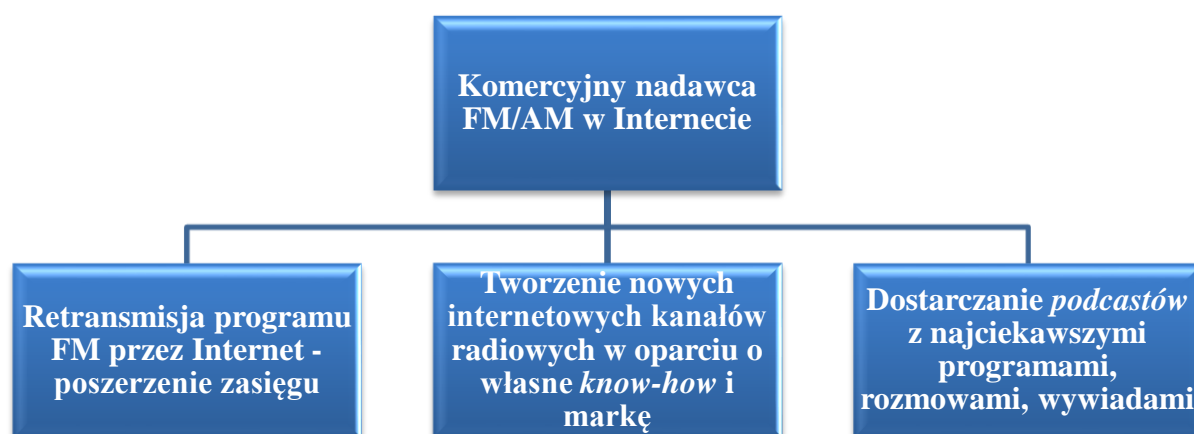 Komercyjny nadawca
FM/AM w Internecie
Retransmisja programu
FM przez Internet -
poszerzenie zasięgu
Tworzenie nowych
internetowych kanałów
radiowych w oparciu o
własne know-how i
markę
Dostarczanie podcastów
z najciekawszymi
programami,
rozmowami, wywiadami